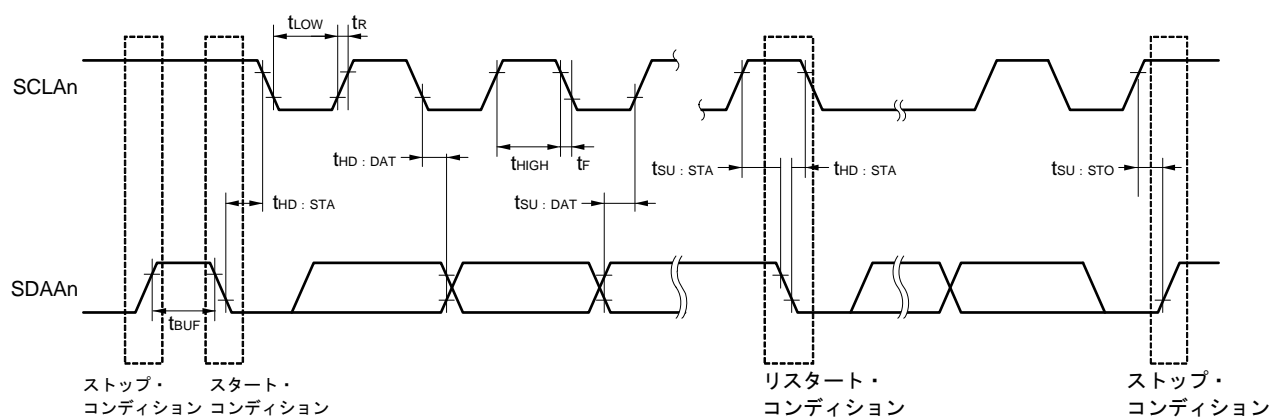 tLOW
tR
SCLAn
tHD : DAT
tHIGH
tF
tSU : STA
tHD : STA
tSU : STO
tHD : STA
tSU : DAT
SDAAn
tBUF
ストップ・
コンディション
スタート・
コンディション
リスタート・
コンディション
ストップ・
コンディション